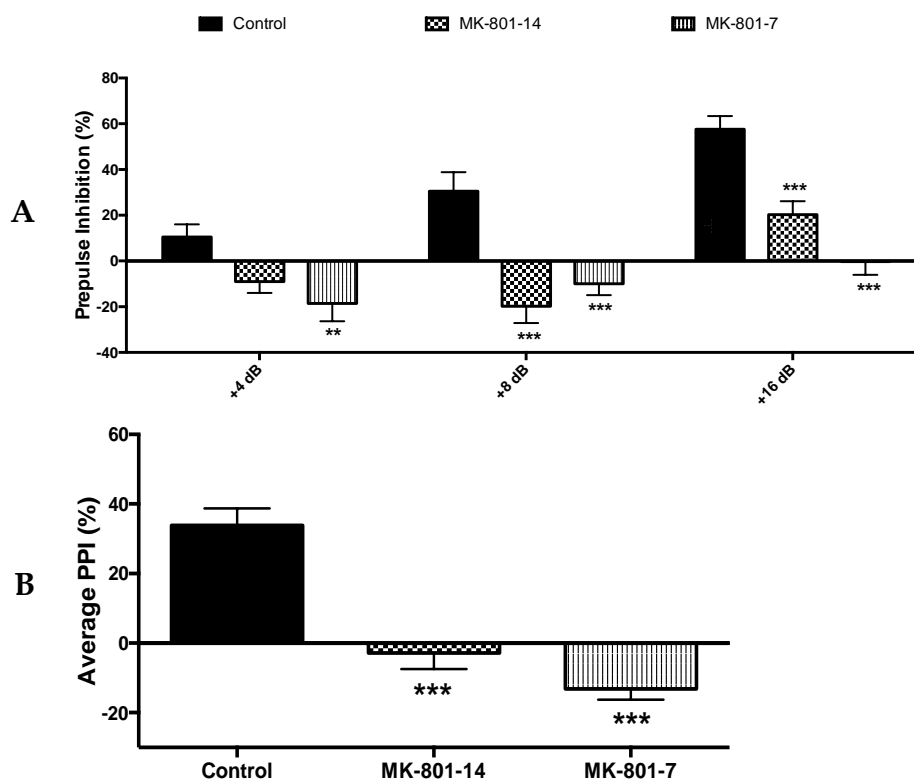 Control MK-801-14 MK-801-7
A
Prepulse Inhibition (%)
80
60
40
20
0
-20
-40
**
***
***
***
***
+4 dB +8 dB +16 dB
B
Average PPI (%)
60
40
20
0
-20
***
***
Control MK-801-14 MK-801-7